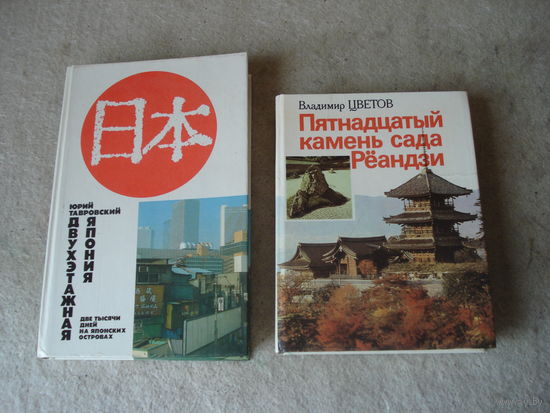 日本
ЮРИЙ
ТАВРОВСКИЙ
ДВУХЭТАЖНАЯ
ЯПОНИЯ
ДВЕ ТЫСЯЧИ
ДНЕЙ
НА ЯПОНСКИХ
ОСТРОВАХ
Владимир ЦВЕТОВ
Пятнадцатый
камень сада
Рёандзи